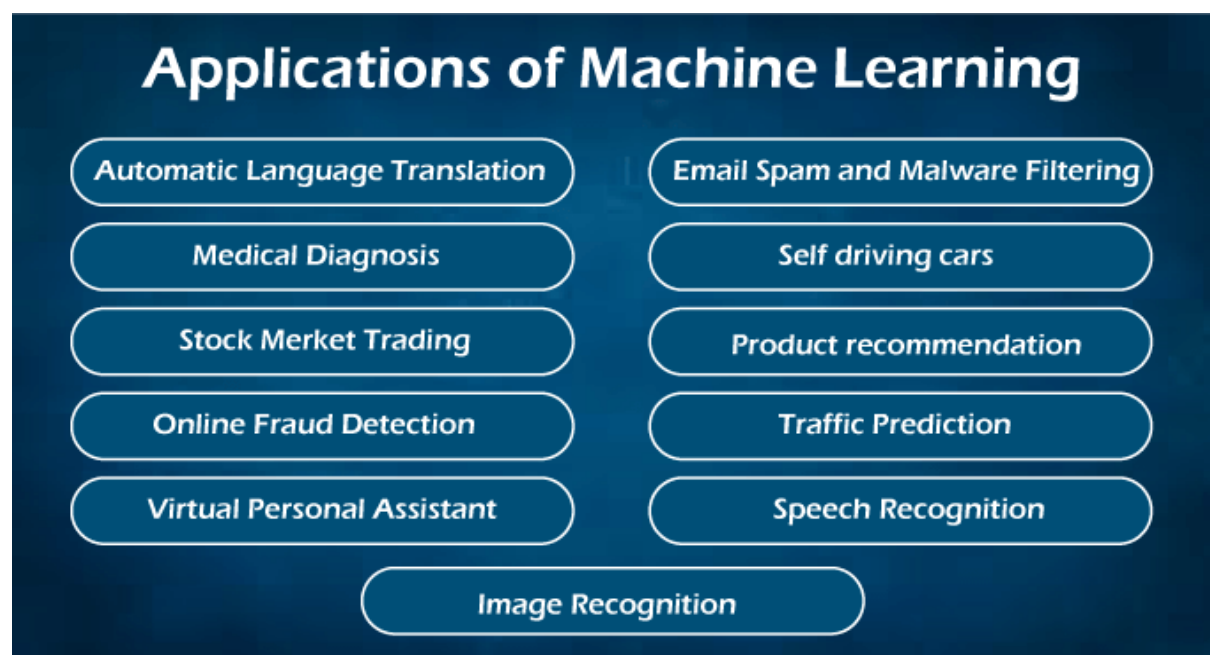 Applications of Machine Learning
Automatic Language Translation
Email Spam and Malware Filtering
Medical Diagnosis
Self driving cars
Stock Merket Trading
Product recommendation
Online Fraud Detection
Traffic Prediction
Virtual Personal Assistant
Speech Recognition
Image Recognition